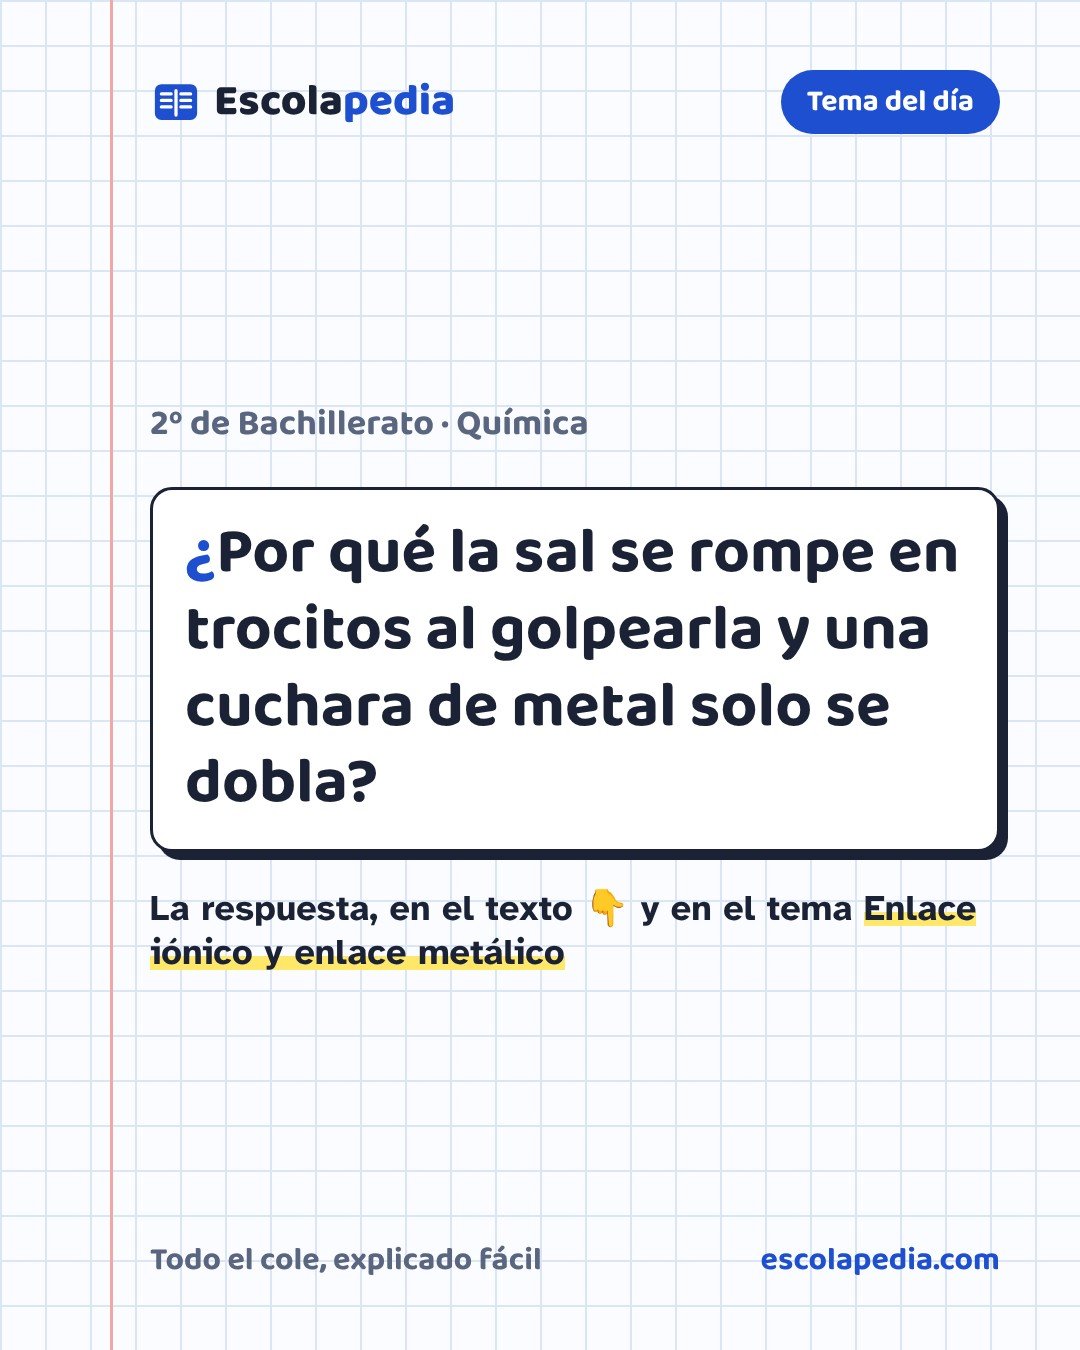 Escolapedia
Tema del día
2º de Bachillerato · Química
¿Por qué la sal se rompe en
trocitos al golpearla y una
cuchara de metal solo se
dobla?
La respuesta, en el texto 👇 y en el tema Enlace
iónico y enlace metálico
Todo el cole, explicado fácil
escolapedia.com